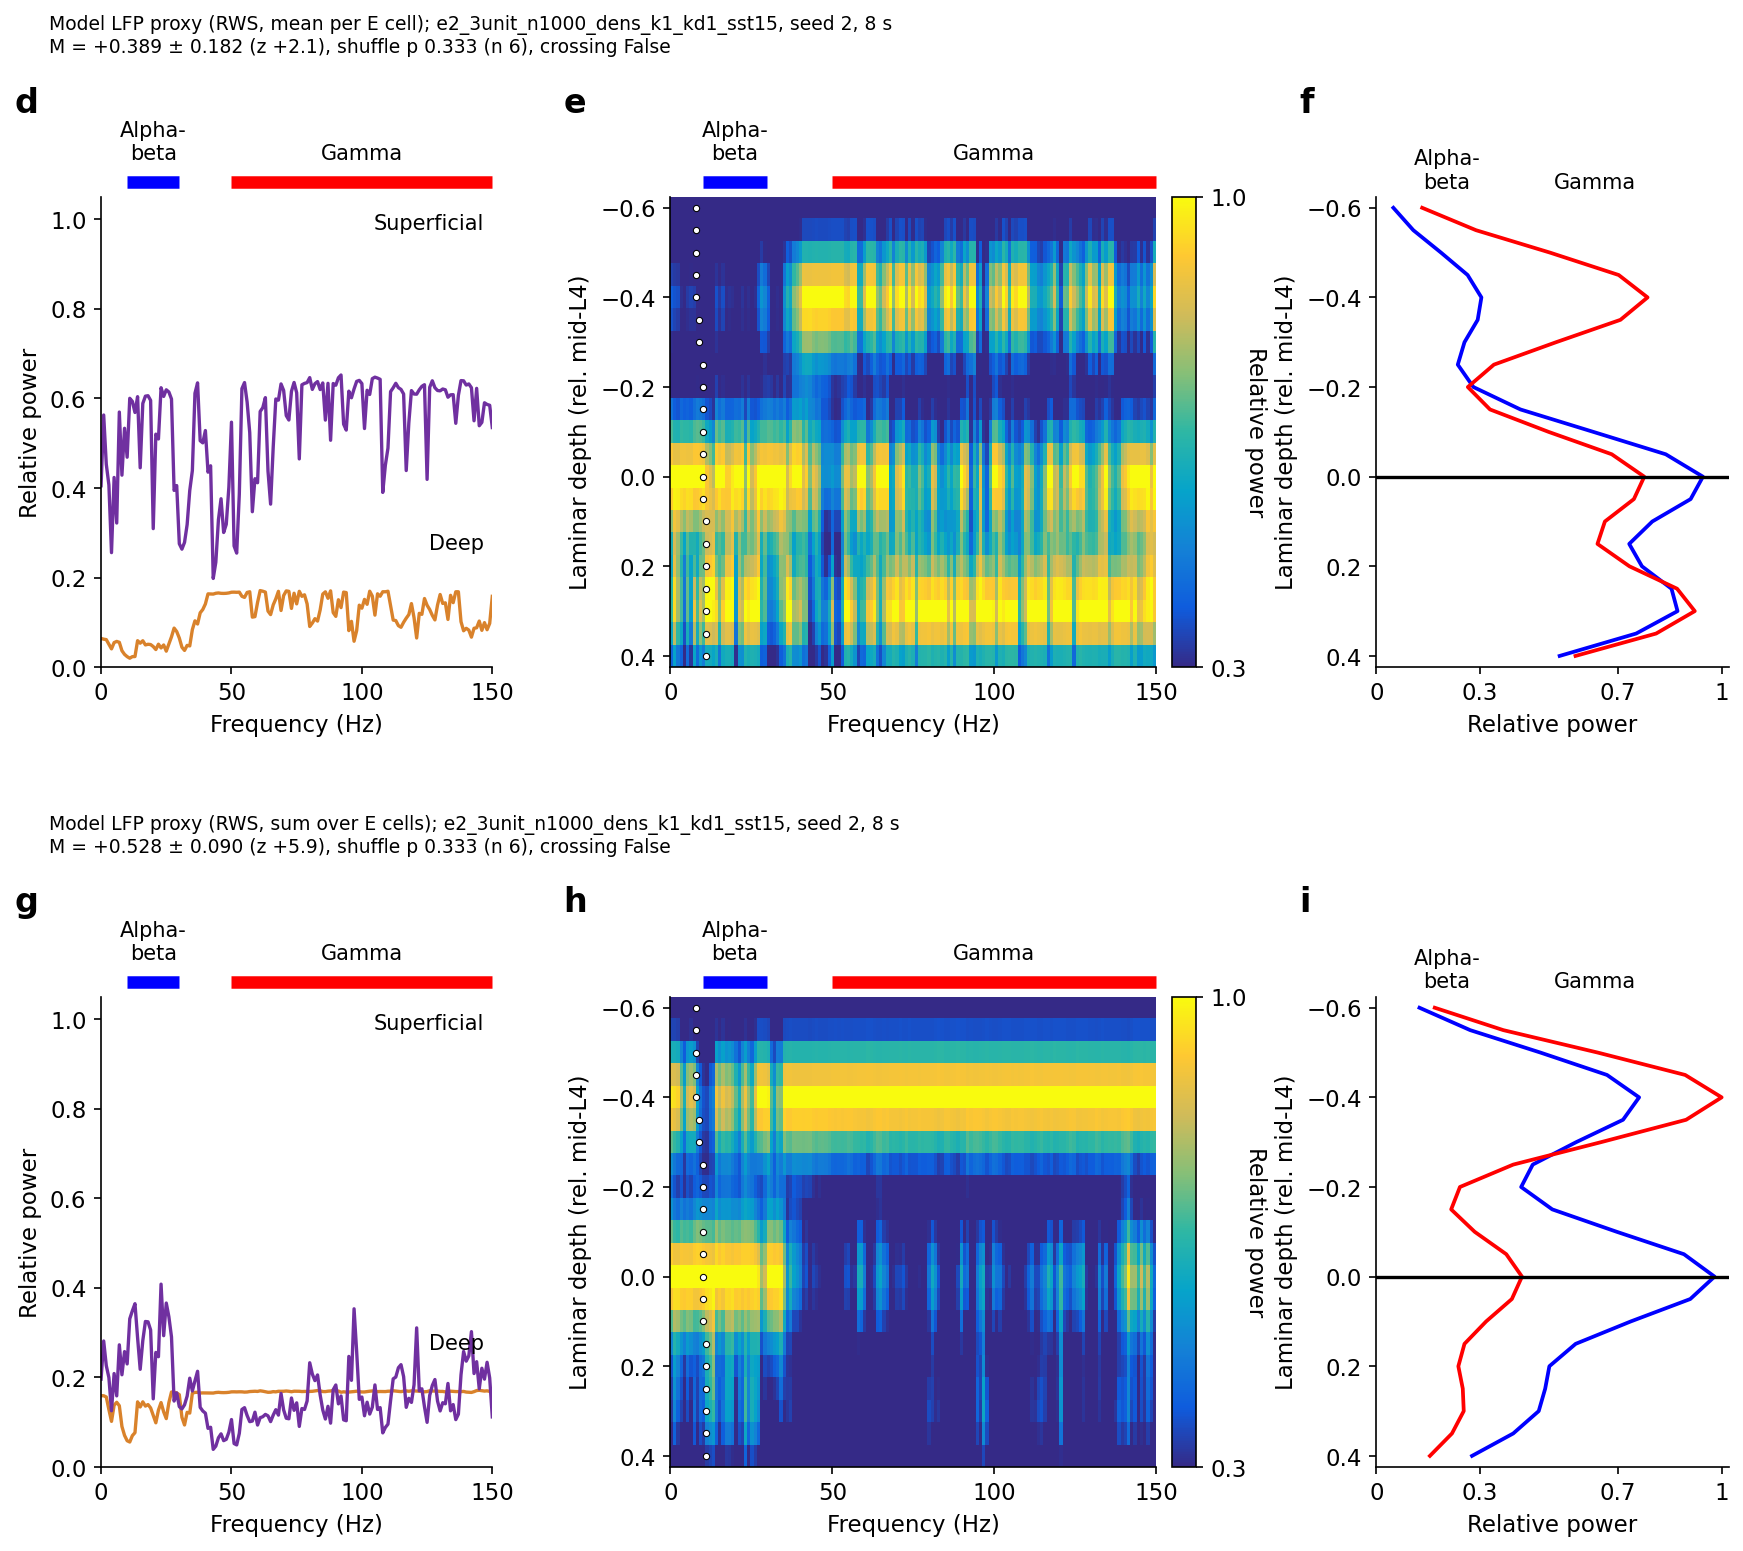 Model LFP proxy (RWS, mean per E cell); e2_3unit_n1000_dens_k1_kd1_sst15, seed 2, 8 s
M = +0.389 ± 0.182 (z +2.1), shuffle p 0.333 (n 6), crossing False
d
Alpha-
beta
Gamma
Superficial
Deep
1.0
0.8
0.6
0.4
0.2
0.0
Relative power
0
50
100
150
Frequency (Hz)
e
Alpha-
beta
Gamma
−0.6
−0.4
−0.2
0.0
0.2
0.4
Laminar depth (rel. mid-L4)
0
50
100
150
Frequency (Hz)
1.0
0.3
Relative power
f
Alpha-
beta
Gamma
−0.6
−0.4
−0.2
0.0
0.2
0.4
Laminar depth (rel. mid-L4)
0
0.3
0.7
1
Relative power
Model LFP proxy (RWS, sum over E cells); e2_3unit_n1000_dens_k1_kd1_sst15, seed 2, 8 s
M = +0.528 ± 0.090 (z +5.9), shuffle p 0.333 (n 6), crossing False
g
Alpha-
beta
Gamma
Superficial
Deep
1.0
0.8
0.6
0.4
0.2
0.0
Relative power
0
50
100
150
Frequency (Hz)
h
Alpha-
beta
Gamma
−0.6
−0.4
−0.2
0.0
0.2
0.4
Laminar depth (rel. mid-L4)
0
50
100
150
Frequency (Hz)
1.0
0.3
Relative power
i
Alpha-
beta
Gamma
−0.6
−0.4
−0.2
0.0
0.2
0.4
Laminar depth (rel. mid-L4)
0
0.3
0.7
1
Relative power